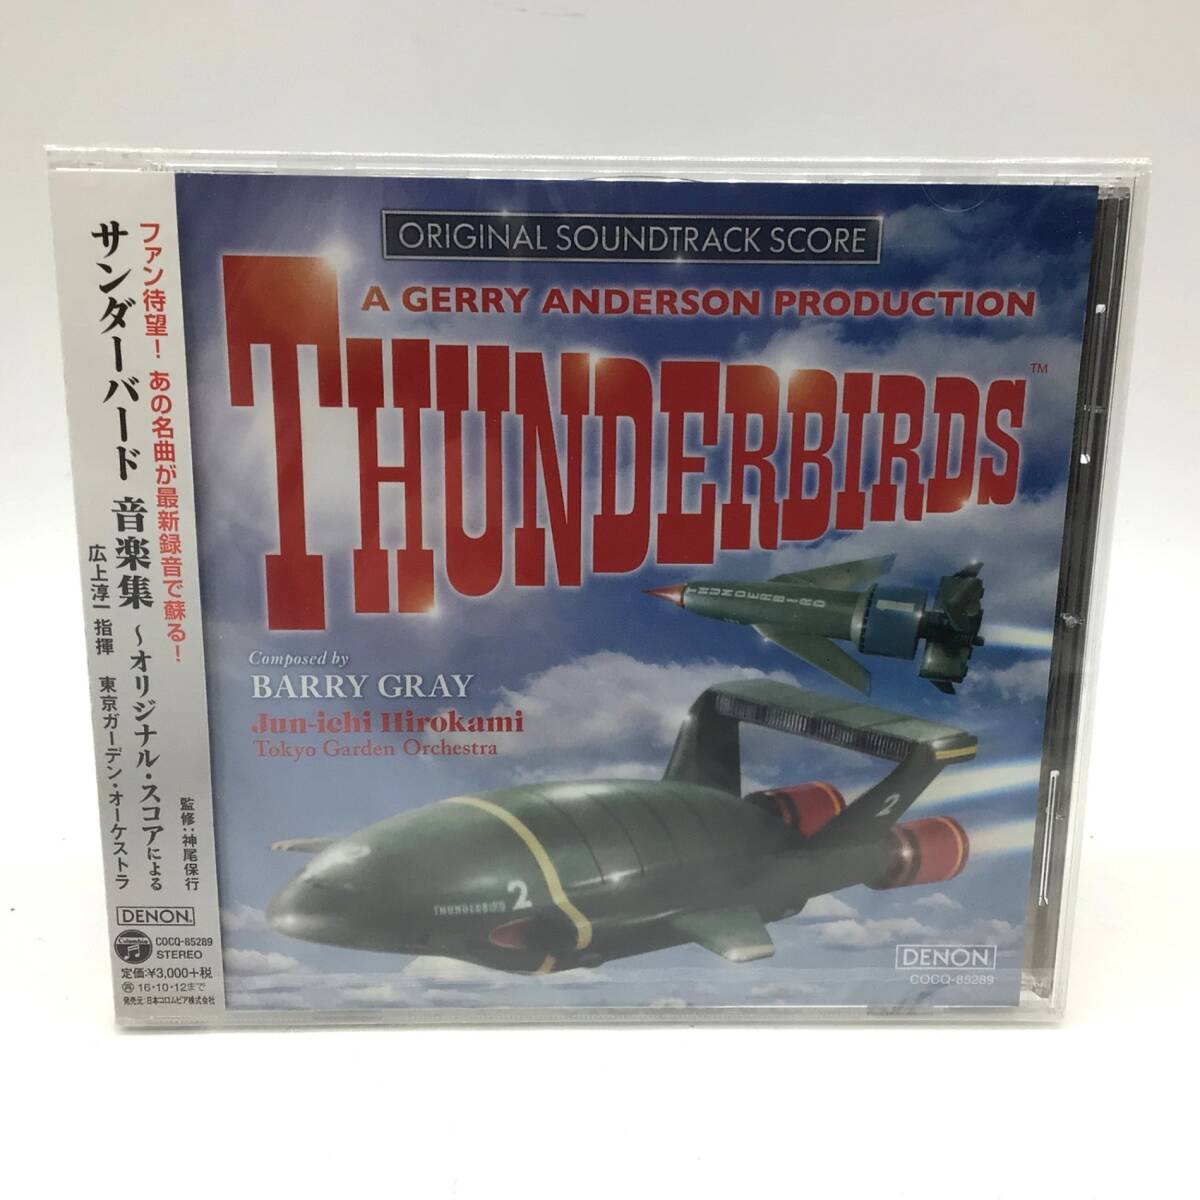 ファン待望！ あの名曲が最新録音で蘇る！
サンダーバード 音楽集 ～オリジナル・スコアによる
広上淳一 指揮 東京ガーデン・オーケストラ
監修：神尾保行
DENON
Columbia
COCQ-85289
STEREO
定価:¥3,000+税
再 16・10・12まで
発売元:日本コロムビア株式会社
ORIGINAL SOUNDTRACK SCORE
A GERRY ANDERSON PRODUCTION
THUNDERBIRDS™
THUNDERBIRD 1
Composed by
BARRY GRAY
Jun-ichi Hirokami
Tokyo Garden Orchestra
2
THUNDERBIRD 2
DENON
COCQ-85289